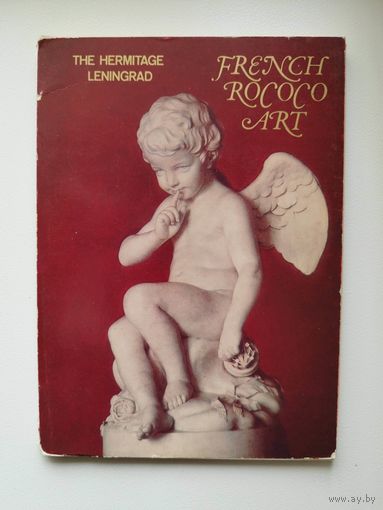 THE HERMITAGE
LENINGRAD
FRENCH
ROCOCO
ART
www.ay.by